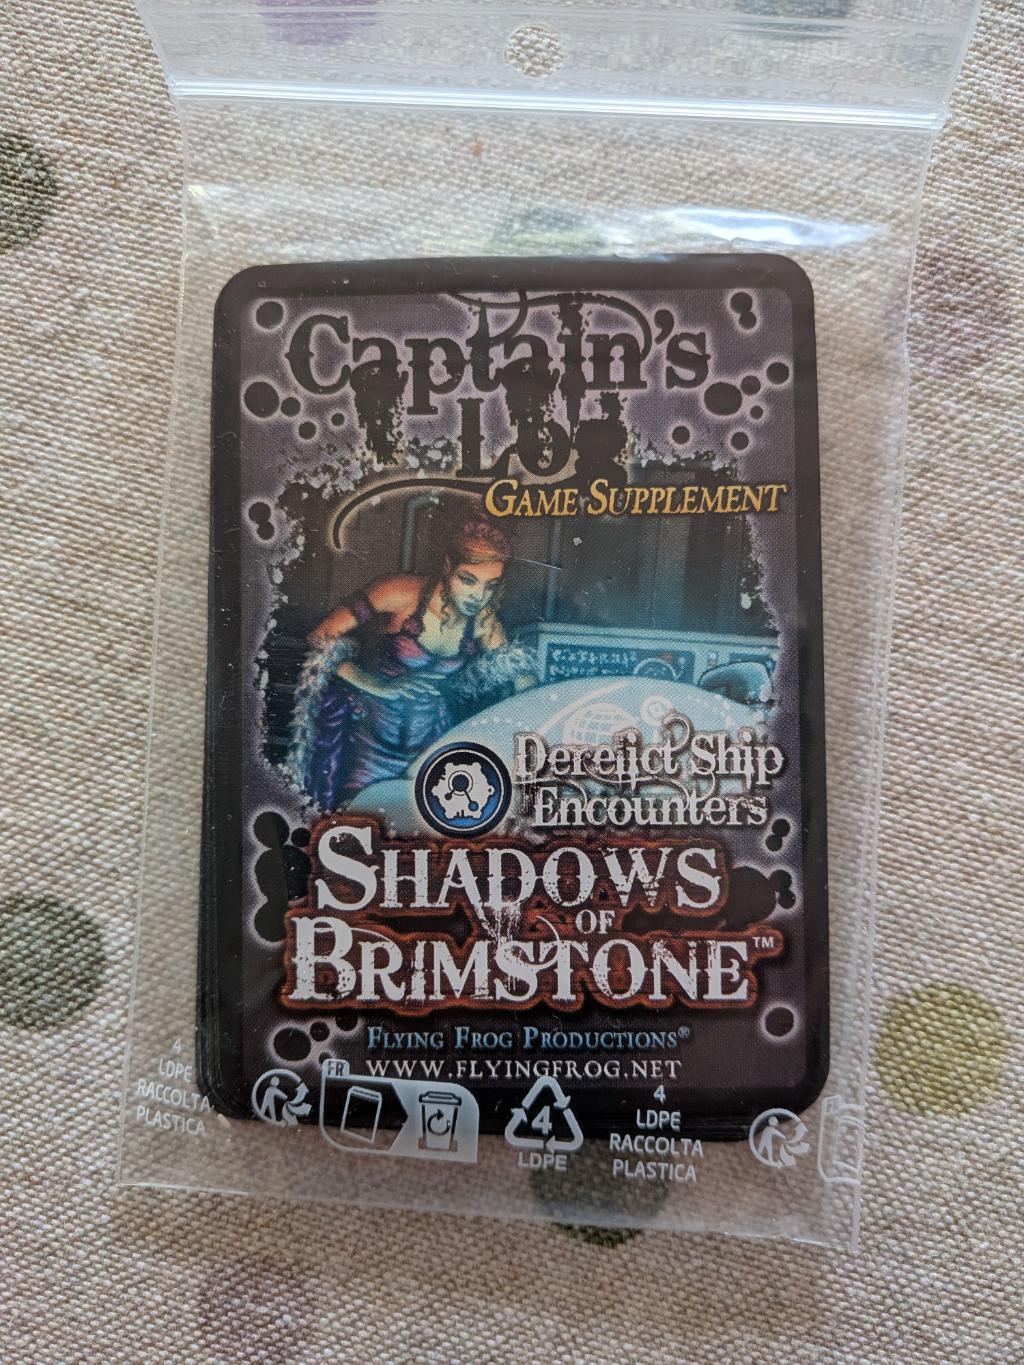 Captain's
Log
GAME SUPPLEMENT
Derelict Ship
Encounters
SHADOWS
OF
BRIMSTONE™
FLYING FROG PRODUCTIONS®
WWW.FLYINGFROG.NET
4
LDPE
RACCOLTA
PLASTICA
FR
4
LDPE
4
LDPE
RACCOLTA
PLASTICA